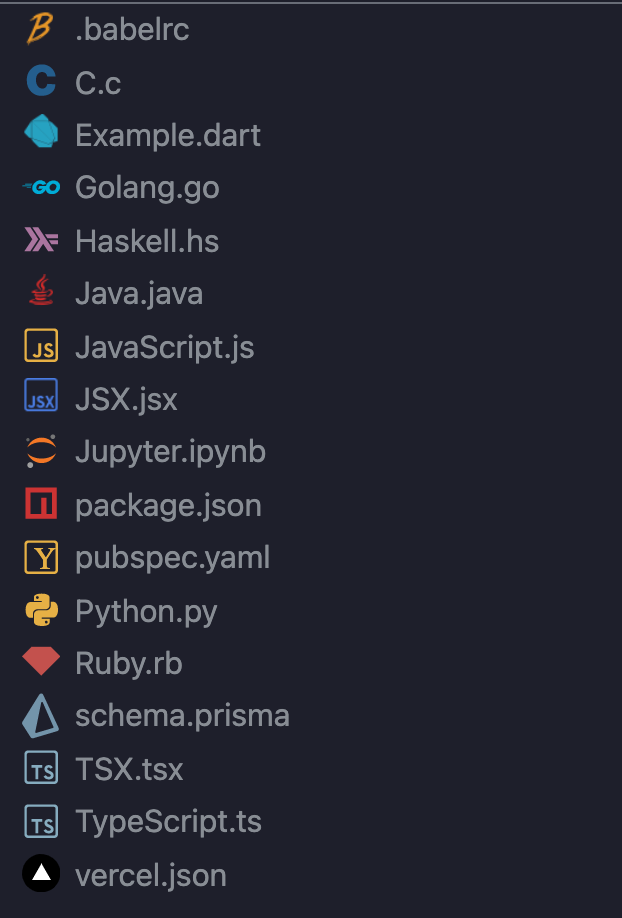 B .babelrc
C C.c
Example.dart
GO Golang.go
Haskell.hs
Java.java
JS JavaScript.js
JSX JSX.jsx
Jupyter.ipynb
package.json
Y pubspec.yaml
Python.py
Ruby.rb
schema.prisma
TS TSX.tsx
TS TypeScript.ts
vercel.json